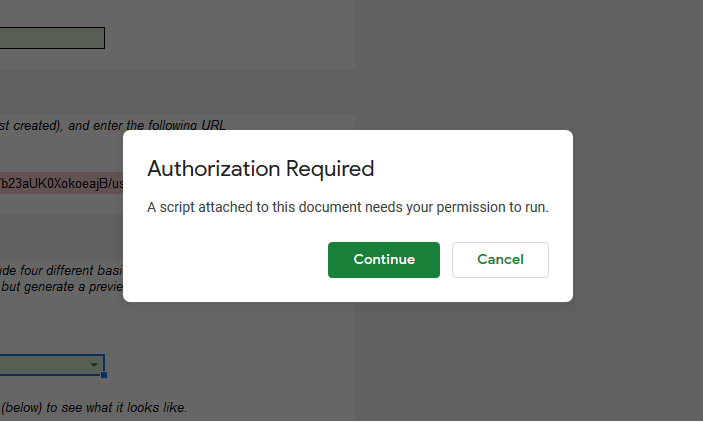 st created), and enter the following URL
Authorization Required
b23aUK0XokoeajB/us
A script attached to this document needs your permission to run.
Continue
Cancel
ude four different basi
but generate a previe
(below) to see what it looks like.